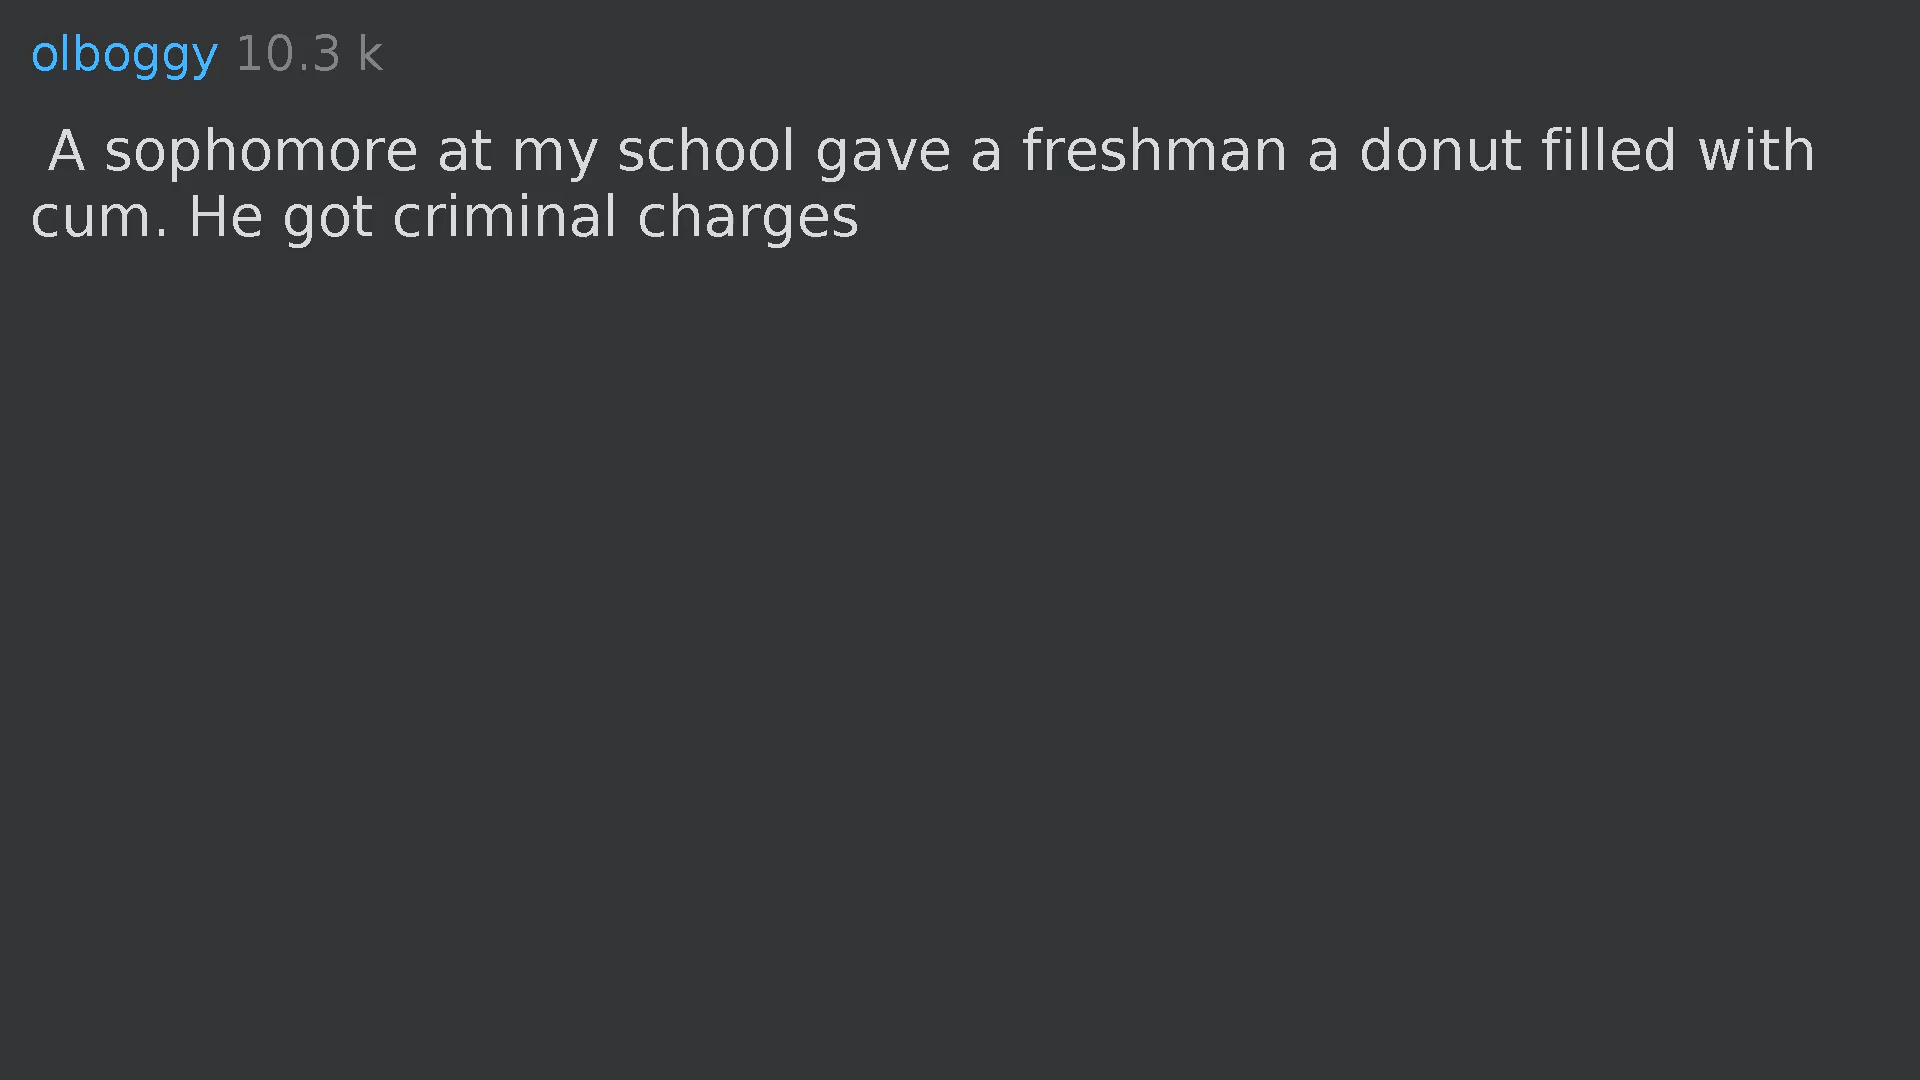 olboggy 10.3 k
A sophomore at my school gave a freshman a donut filled with
cum. He got criminal charges